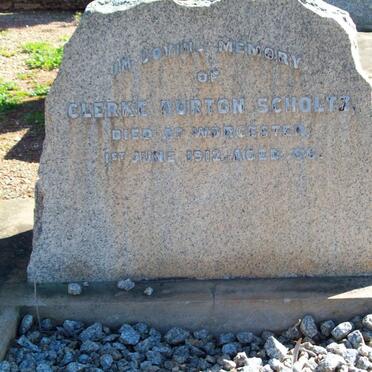 IN LOVING MEMORY
OF
CLERKE BURTON SCHOLTZ.
DIED AT WORCESTER
1ST JUNE 1912. AGED